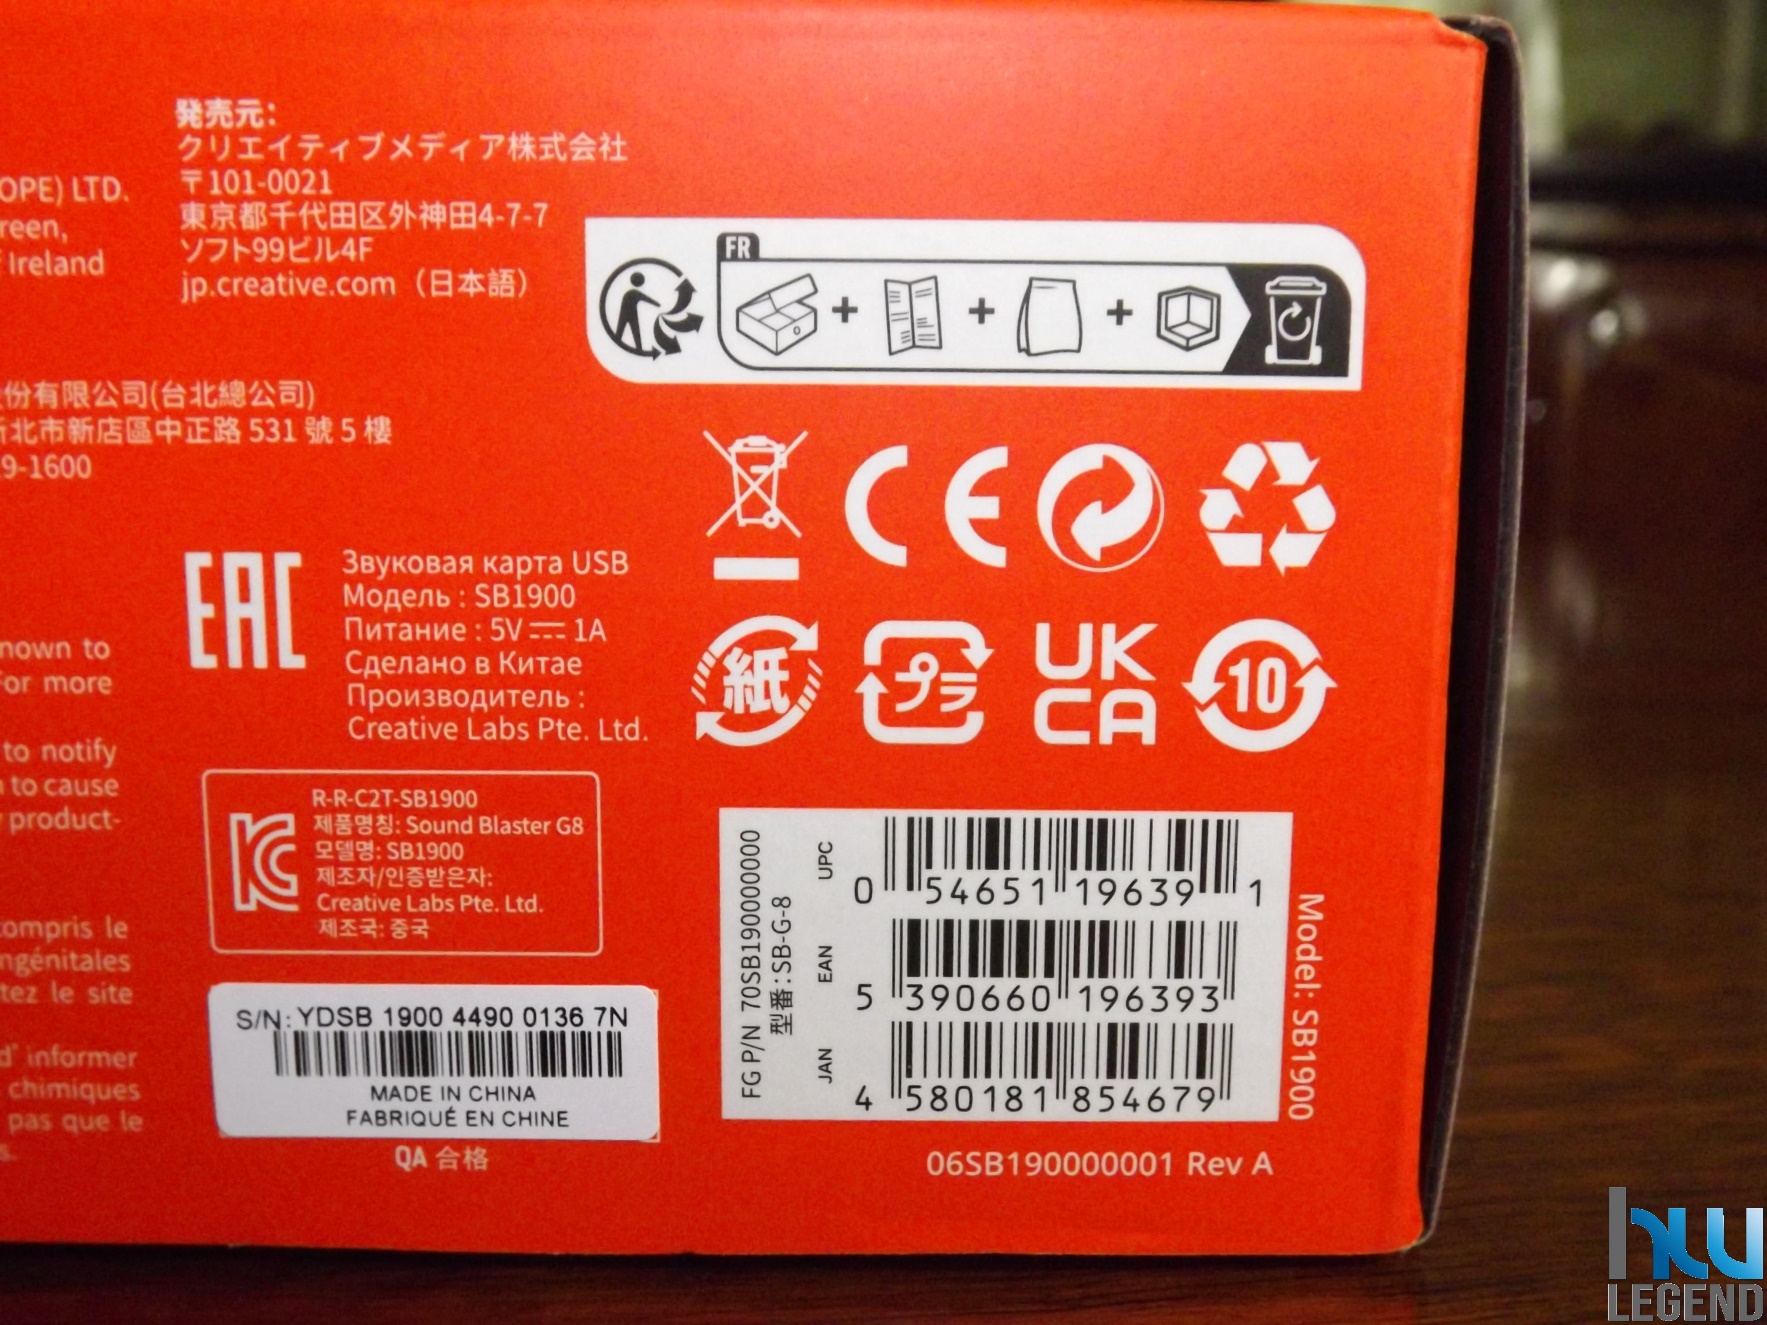 発売元:
クリエイティブメディア株式会社
〒101-0021
東京都千代田区外神田4-7-7
ソフト99ビル4F
jp.creative.com（日本語）
OPE) LTD.
reen,
Ireland
FR
份有限公司(台北總公司)
新北市新店區中正路 531 號 5 樓
9-1600
EAC
Звуковая карта USB
Модель : SB1900
Питание : 5V ⎓ 1A
Сделано в Китае
Производитель :
Creative Labs Pte. Ltd.
CE
紙
プラ
UK
CA
10
nown to
For more
to notify
to cause
product-
KC
R-R-C2T-SB1900
제품명칭: Sound Blaster G8
모델명: SB1900
제조자/인증받은자:
Creative Labs Pte. Ltd.
제조국: 중국
ompris le
ngénitales
tez le site
informer
chimiques
pas que le
S/N: YDSB 1900 4490 0136 7N
MADE IN CHINA
FABRIQUÉ EN CHINE
QA 合格
FG P/N 70SB190000000
型番：SB-G-8
UPC
0 54651 19639 1
EAN
5 390660 196393
JAN
4 580181 854679
Model: SB1900
06SB190000001 Rev A
HW
LEGEND